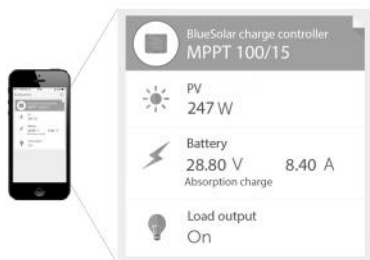 BlueSolar charge controller
MPPT 100/15
PV
247 W
Battery
28.80 V 8.40 A
Absorption charge
Load output
On